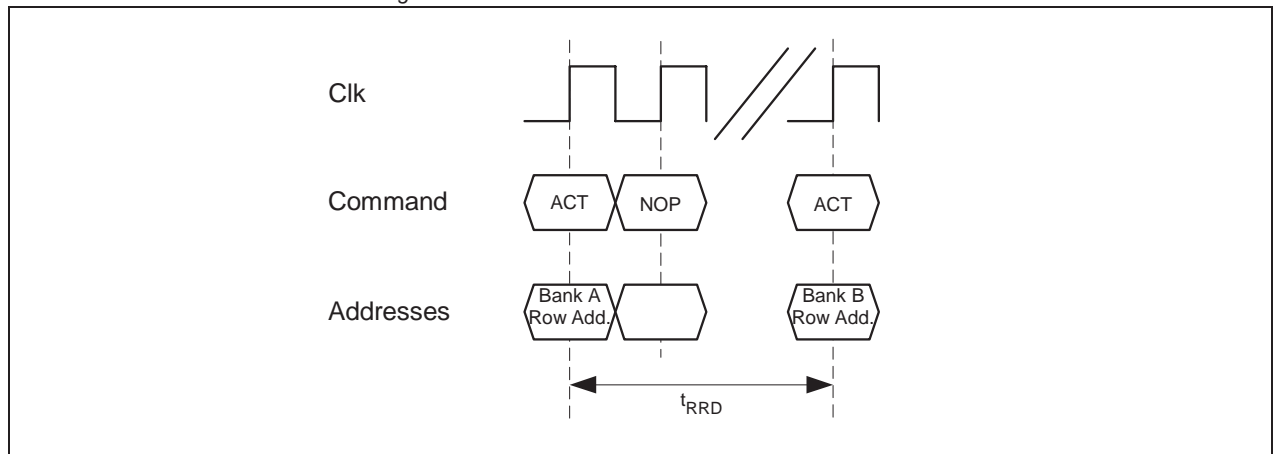 Clk
Command
ACT
NOP
ACT
Addresses
Bank A
Row Add.
Bank B
Row Add.
tRRD